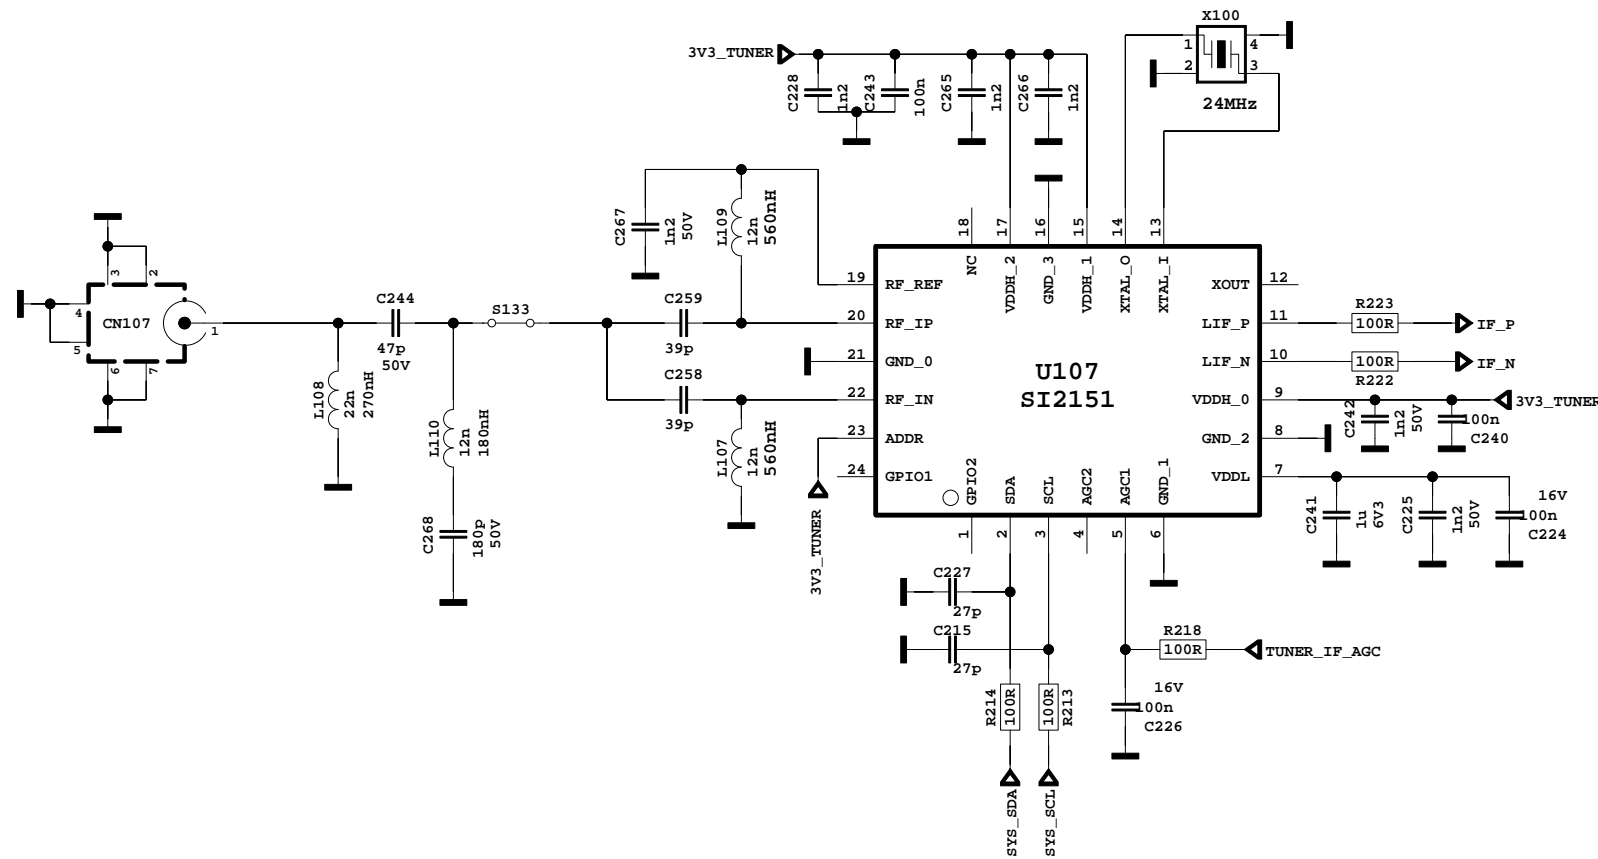 X100
1
4
2
3
24MHz
3V3_TUNER
C228
1n2
C243
100n
C265
1n2
C266
1n2
C267
1n2
50V
L109
12n
560nH
18
17
16
15
14
13
NC
VDDH_2
GND_3
VDDH_1
XTAL_O
XTAL_I
3
2
4
CN107
1
5
6
7
C244
47p
50V
S133
C259
39p
C258
39p
L108
22n
270nH
L110
12n
180nH
C268
180p
50V
L107
12n
560nH
3V3_TUNER
19
RF_REF
20
RF_IP
21
GND_0
22
RF_IN
23
ADDR
24
GPIO1
U107
SI2151
XOUT
12
LIF_P
11
LIF_N
10
VDDH_0
9
GND_2
8
VDDL
7
R223
100R
IF_P
100R
R222
IF_N
3V3_TUNER
C242
1n2
50V
100n
C240
C241
1u
6V3
C225
1n2
50V
16V
100n
C224
GPIO2
SDA
SCL
AGC2
AGC1
GND_1
1
2
3
4
5
6
C227
27p
C215
27p
R214
100R
100R
R213
R218
100R
TUNER_IF_AGC
16V
100n
C226
SYS_SDA
SYS_SCL